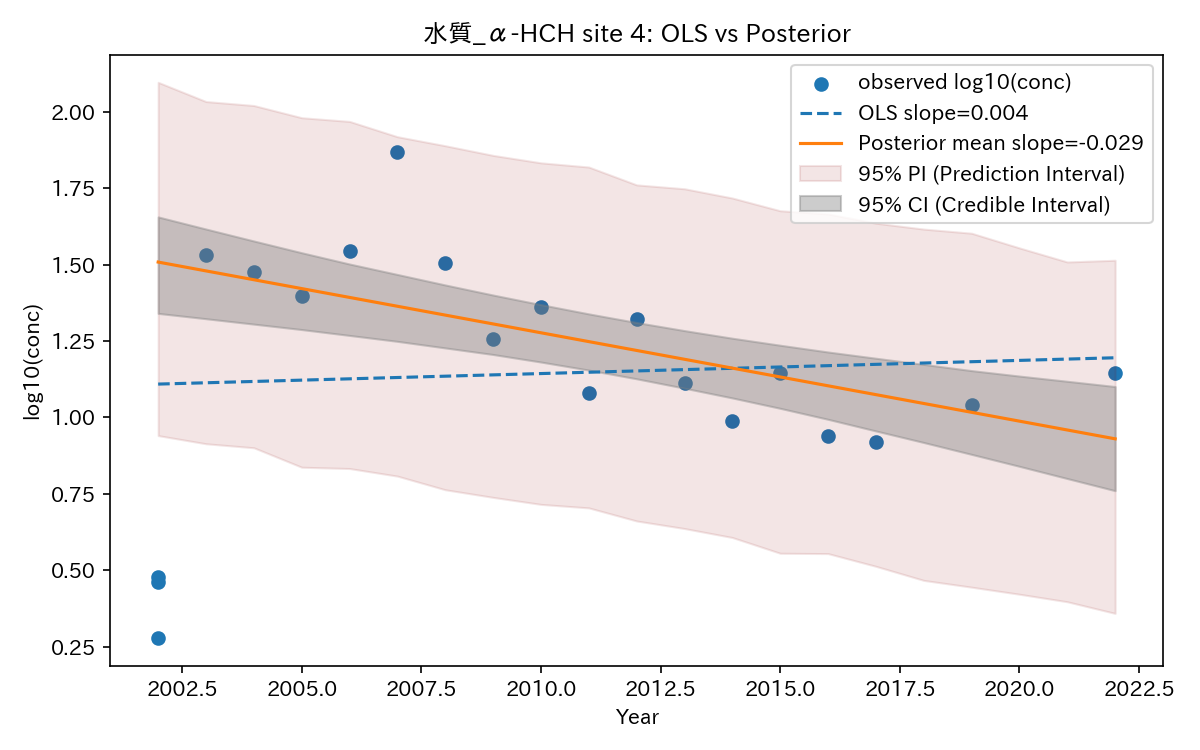 水質_α-HCH site 4: OLS vs Posterior
observed log10(conc)
OLS slope=0.004
Posterior mean slope=-0.029
95% PI (Prediction Interval)
95% CI (Credible Interval)
log10(conc)
2.00
1.75
1.50
1.25
1.00
0.75
0.50
0.25
2002.5 2005.0 2007.5 2010.0 2012.5 2015.0 2017.5 2020.0 2022.5
Year